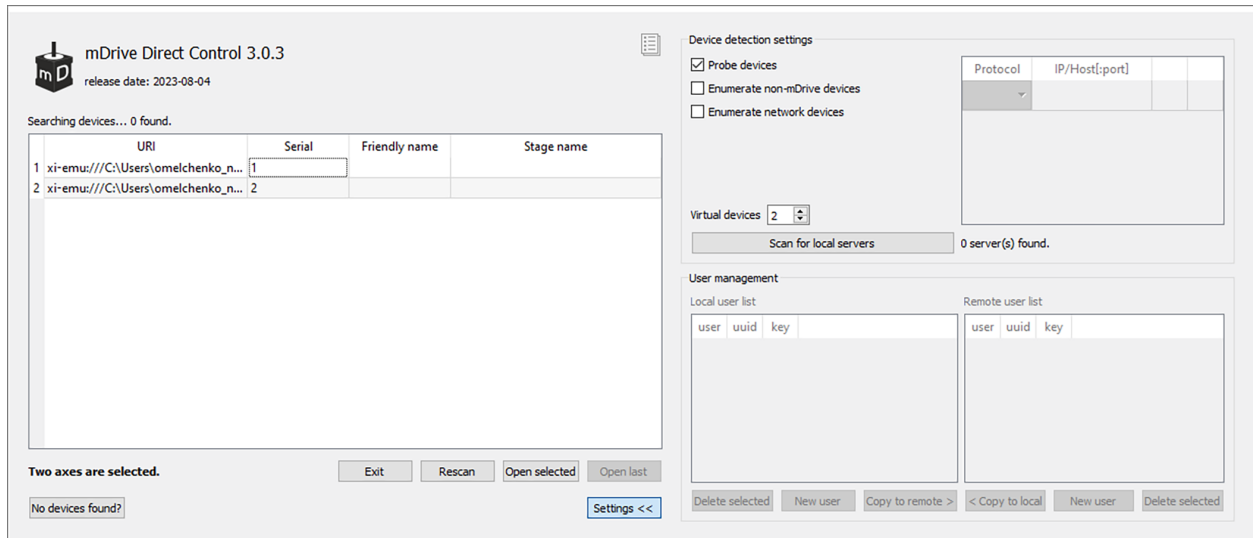 mDrive Direct Control 3.0.3
mD
release date: 2023-08-04
Searching devices... 0 found.
URI Serial Friendly name Stage name
1 xi-emu:///C:\Users\omelchenko_n... 1
2 xi-emu:///C:\Users\omelchenko_n... 2
Two axes are selected.
Exit Rescan Open selected Open last
No devices found? Settings <<
Device detection settings
Probe devices
Enumerate non-mDrive devices
Enumerate network devices
Protocol IP/Host[:port]
Virtual devices 2
Scan for local servers 0 server(s) found.
User management
Local user list Remote user list
user uuid key user uuid key
Delete selected New user Copy to remote > < Copy to local New user Delete selected